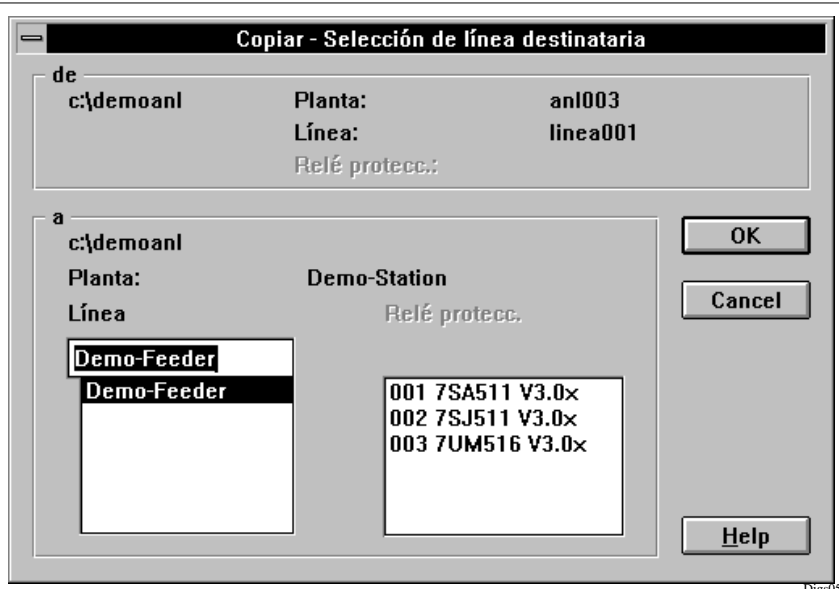 Copiar - Selección de línea destinataria
de
c:\demoanl Planta: anl003
Línea: linea001
Relé protecc.:
a
c:\demoanl
Planta: Demo-Station
Línea Relé protecc.
Demo-Feeder
Demo-Feeder
001 7SA511 V3.0x
002 7SJ511 V3.0x
003 7UM516 V3.0x
OK
Cancel
Help